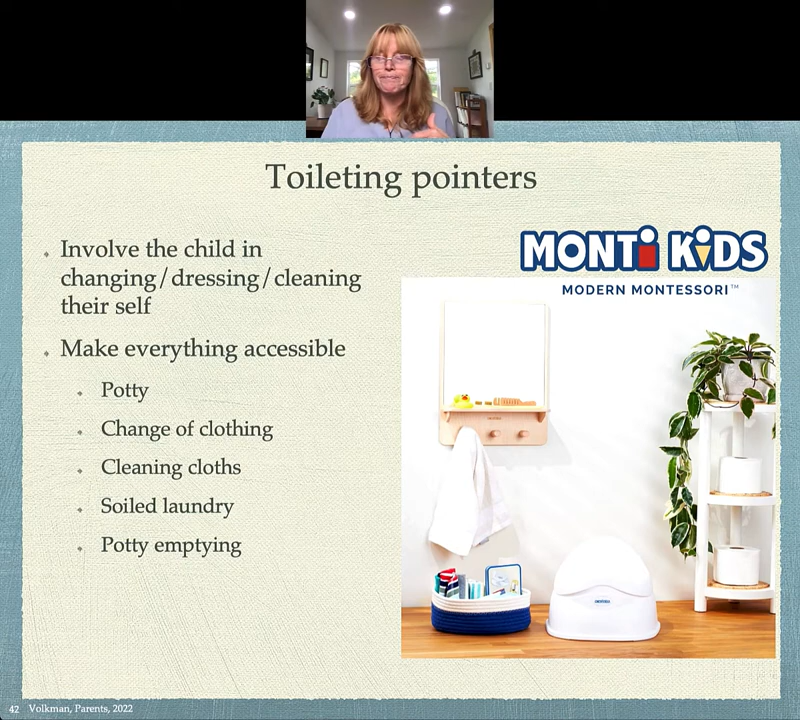 Toileting pointers
Involve the child in
changing/dressing/cleaning
their self
Make everything accessible
Potty
Change of clothing
Cleaning cloths
Soiled laundry
Potty emptying
MONTi KiDS
MODERN MONTESSORI™
42 Volkman, Parents, 2022